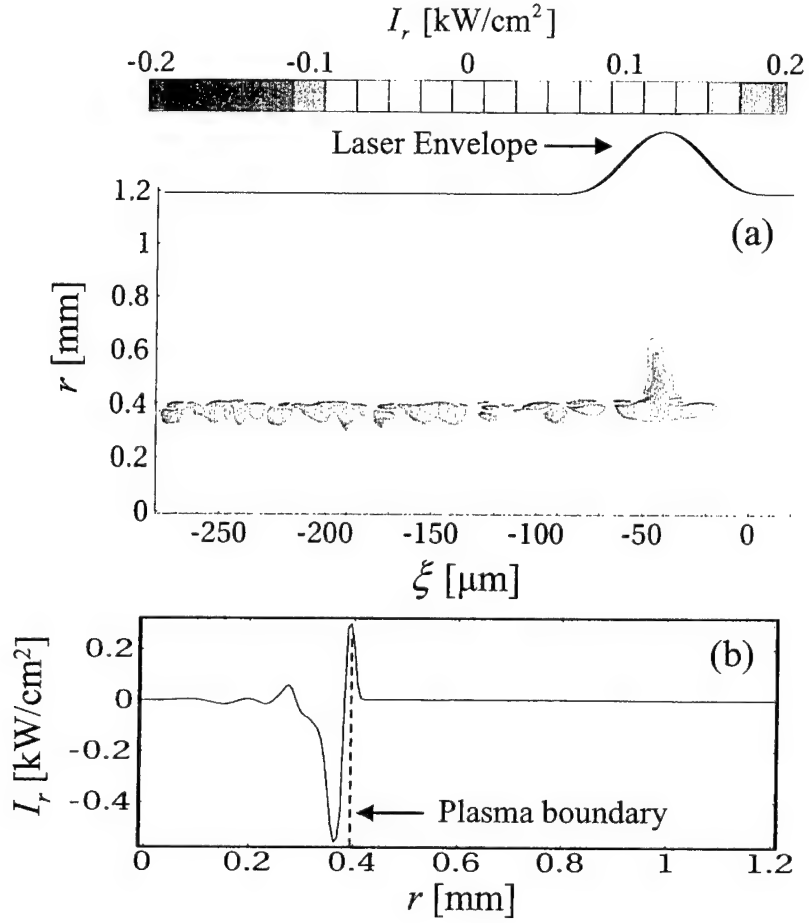 I_r [kW/cm²]
-0.2 -0.1 0 0.1 0.2
Laser Envelope
(a)
1.2
1
0.8
0.6
0.4
0.2
0
r [mm]
-250 -200 -150 -100 -50 0
ξ [μm]
(b)
0.2
0
-0.2
-0.4
I_r [kW/cm²]
Plasma boundary
0 0.2 0.4 0.6 0.8 1 1.2
r [mm]